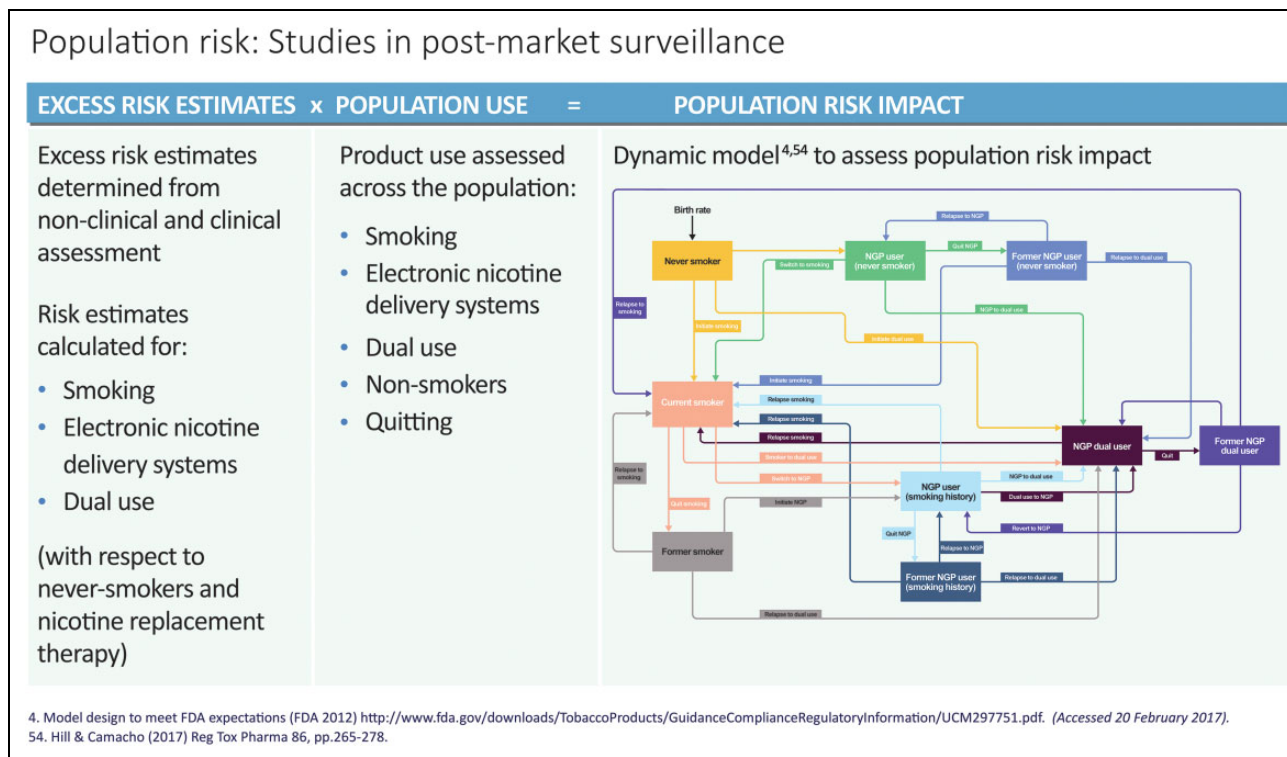 Population risk: Studies in post-market surveillance
EXCESS RISK ESTIMATES x POPULATION USE = POPULATION RISK IMPACT
Excess risk estimates
determined from
non-clinical and clinical
assessment
Risk estimates
calculated for:
• Smoking
• Electronic nicotine
delivery systems
• Dual use
(with respect to
never-smokers and
nicotine replacement
therapy)
Product use assessed
across the population:
• Smoking
• Electronic nicotine
delivery systems
• Dual use
• Non-smokers
• Quitting
Dynamic model4,54 to assess population risk impact
Birth rate
Relapse to NGP
Never smoker
NGP user
(never smoker)
Quit NGP
Former NGP user
(never smoker)
Switch to smoking
Relapse to dual use
Relapse to
smoking
Initiate smoking
NGP to dual use
Initiate dual use
Initiate smoking
Current smoker
Relapse smoking
Relapse smoking
Relapse smoking
NGP dual user
Quit
Former NGP
dual user
Smoker to dual use
Relapse to
smoking
Switch to NGP
NGP user
(smoking history)
NGP to dual use
Dual use to NGP
Quit smoking
Initiate NGP
Revert to NGP
Former smoker
Quit NGP
Relapse to NGP
Former NGP user
(smoking history)
Relapse to dual use
Relapse to dual use
4. Model design to meet FDA expectations (FDA 2012) http://www.fda.gov/downloads/TobaccoProducts/GuidanceComplianceRegulatoryInformation/UCM297751.pdf. (Accessed 20 February 2017).
54. Hill & Camacho (2017) Reg Tox Pharma 86, pp.265-278.